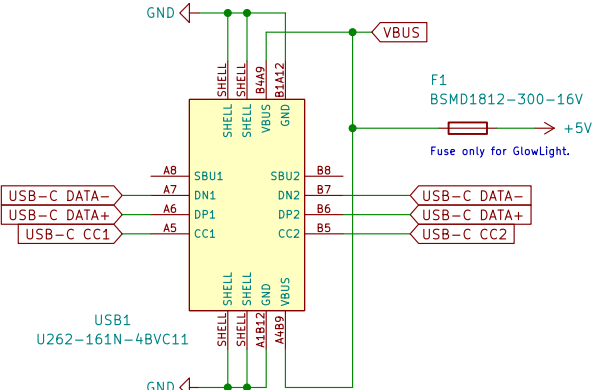 GND
VBUS
SHELL
SHELL
B4A9
B1A12
F1
BSMD1812-300-16V
SHELL
SHELL
VBUS
GND
+5V
Fuse only for GlowLight.
A8 SBU1 SBU2 B8
USB-C DATA- A7 DN1 DN2 B7 USB-C DATA-
USB-C DATA+ A6 DP1 DP2 B6 USB-C DATA+
USB-C CC1 A5 CC1 CC2 B5 USB-C CC2
SHELL
SHELL
GND
VBUS
USB1
U262-161N-4BVC11
SHELL
SHELL
A1B12
A4B9
GND